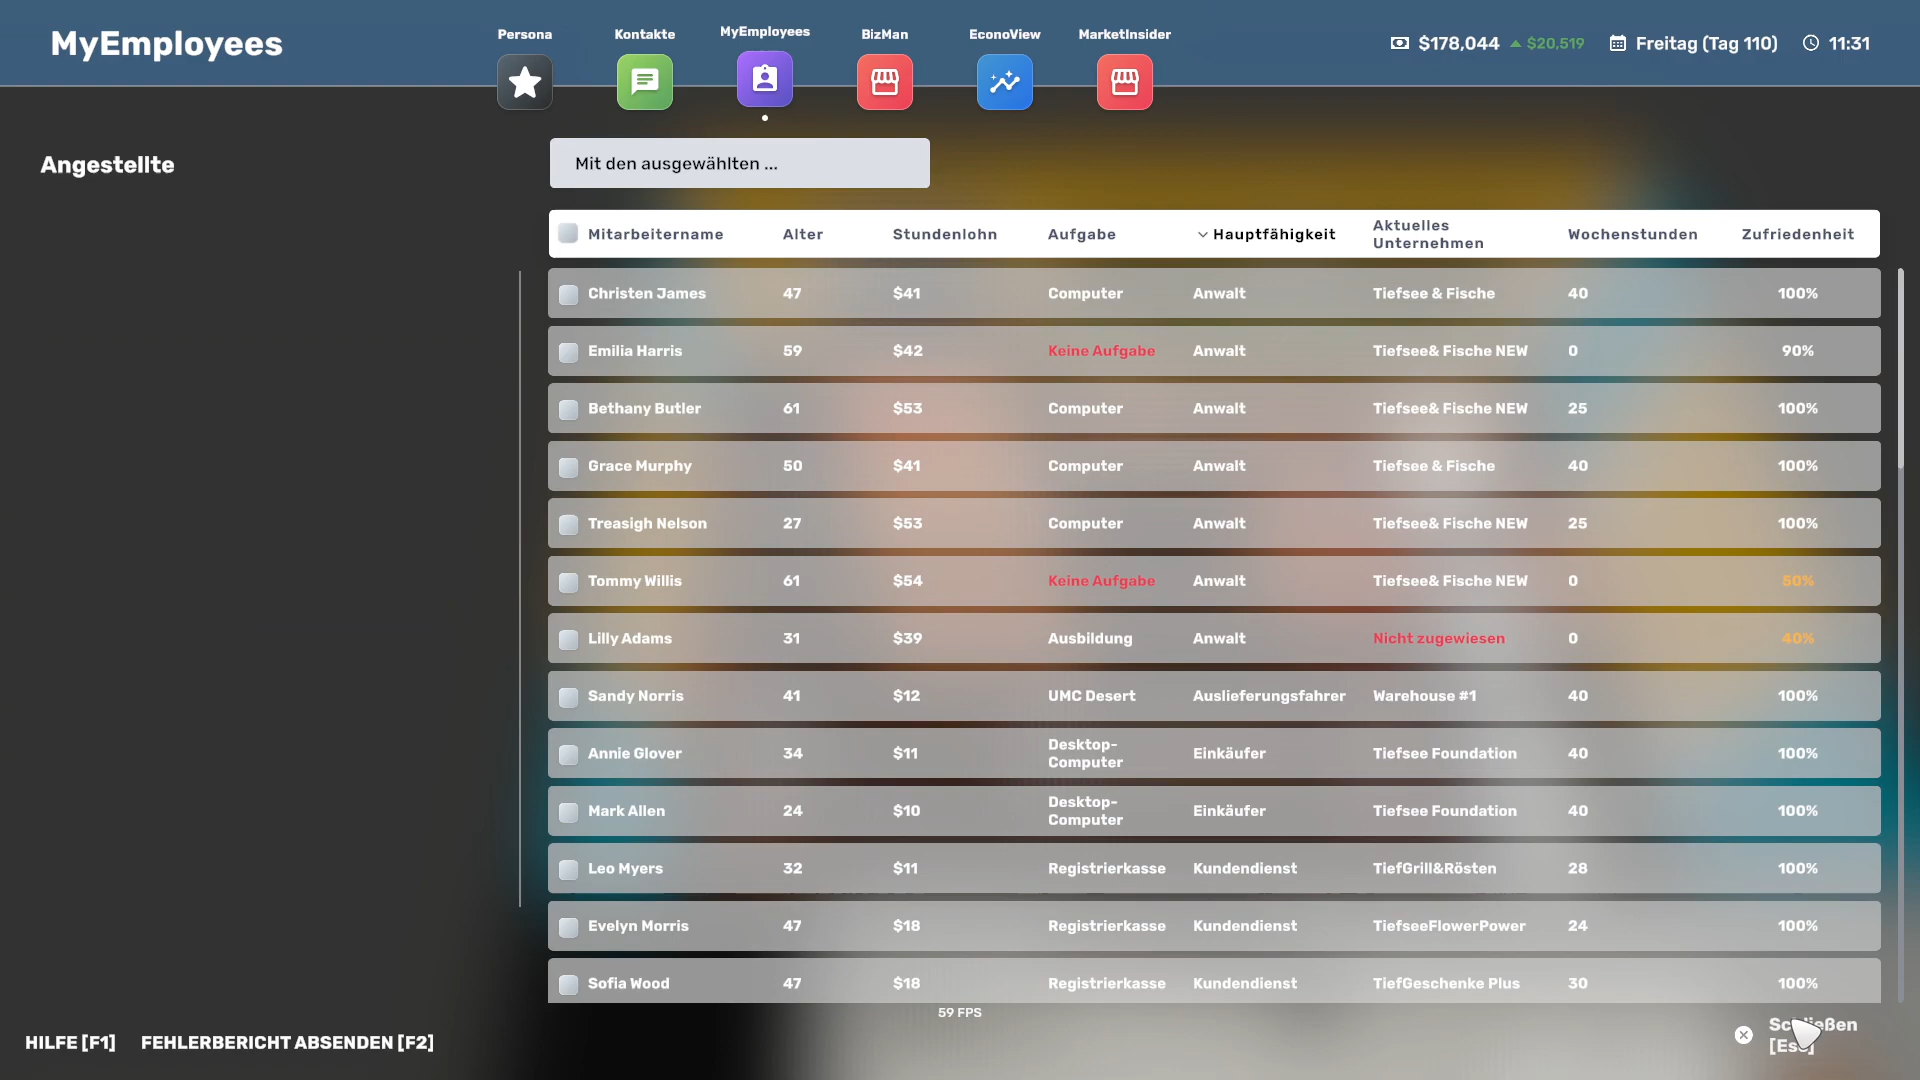 MyEmployees
Persona
Kontakte
MyEmployees
BizMan
EconoView
MarketInsider
$178,044 $20,519 Freitag (Tag 110) 11:31
Angestellte
Mit den ausgewählten ...
Mitarbeitername Alter Stundenlohn Aufgabe Hauptfähigkeit Aktuelles Unternehmen Wochenstunden Zufriedenheit
Christen James 47 $41 Computer Anwalt Tiefsee & Fische 40 100%
Emilia Harris 59 $42 Keine Aufgabe Anwalt Tiefsee& Fische NEW 0 90%
Bethany Butler 61 $53 Computer Anwalt Tiefsee& Fische NEW 25 100%
Grace Murphy 50 $41 Computer Anwalt Tiefsee & Fische 40 100%
Treasigh Nelson 27 $53 Computer Anwalt Tiefsee& Fische NEW 25 100%
Tommy Willis 61 $54 Keine Aufgabe Anwalt Tiefsee& Fische NEW 0 50%
Lilly Adams 31 $39 Ausbildung Anwalt Nicht zugewiesen 0 40%
Sandy Norris 41 $12 UMC Desert Auslieferungsfahrer Warehouse #1 40 100%
Annie Glover 34 $11 Desktop-Computer Einkäufer Tiefsee Foundation 40 100%
Mark Allen 24 $10 Desktop-Computer Einkäufer Tiefsee Foundation 40 100%
Leo Myers 32 $11 Registrierkasse Kundendienst TiefGrill&Rösten 28 100%
Evelyn Morris 47 $18 Registrierkasse Kundendienst TiefseeFlowerPower 24 100%
Sofia Wood 47 $18 Registrierkasse Kundendienst TiefGeschenke Plus 30 100%
59 FPS
HILFE [F1] FEHLERBERICHT ABSENDEN [F2]
Schließen
[Esc]